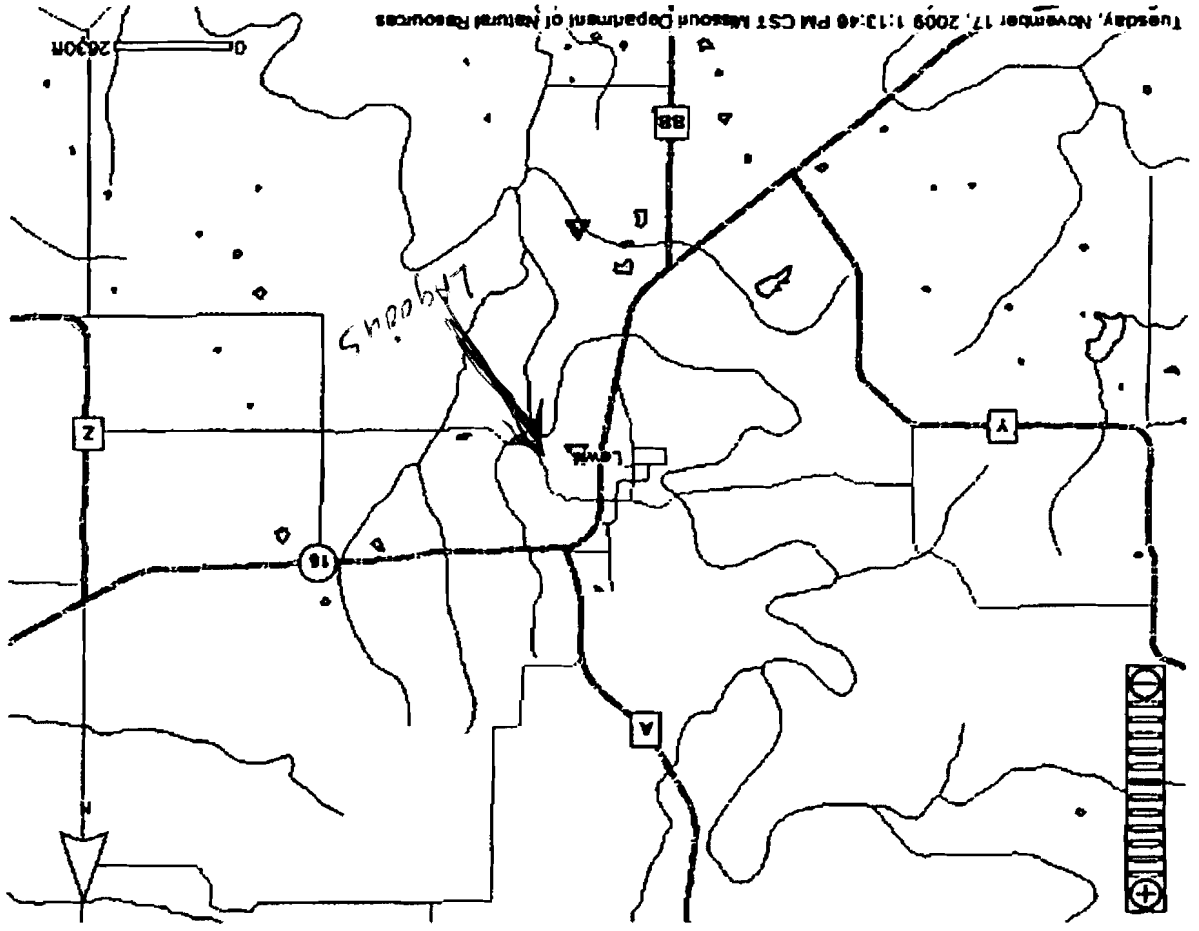 N
A
16
Z
Y
Lagoons
BB
0 2630ft
Tuesday, November 17, 2009 1:13:46 PM CST Missouri Department of Natural Resources